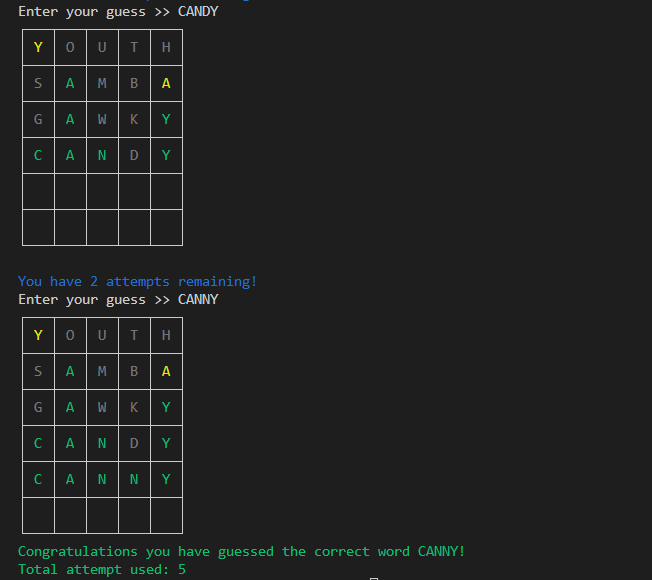 Enter your guess >> CANDY
Y O U T H
S A M B A
G A W K Y
C A N D Y
You have 2 attempts remaining!
Enter your guess >> CANNY
Y O U T H
S A M B A
G A W K Y
C A N D Y
C A N N Y
Congratulations you have guessed the correct word CANNY!
Total attempt used: 5